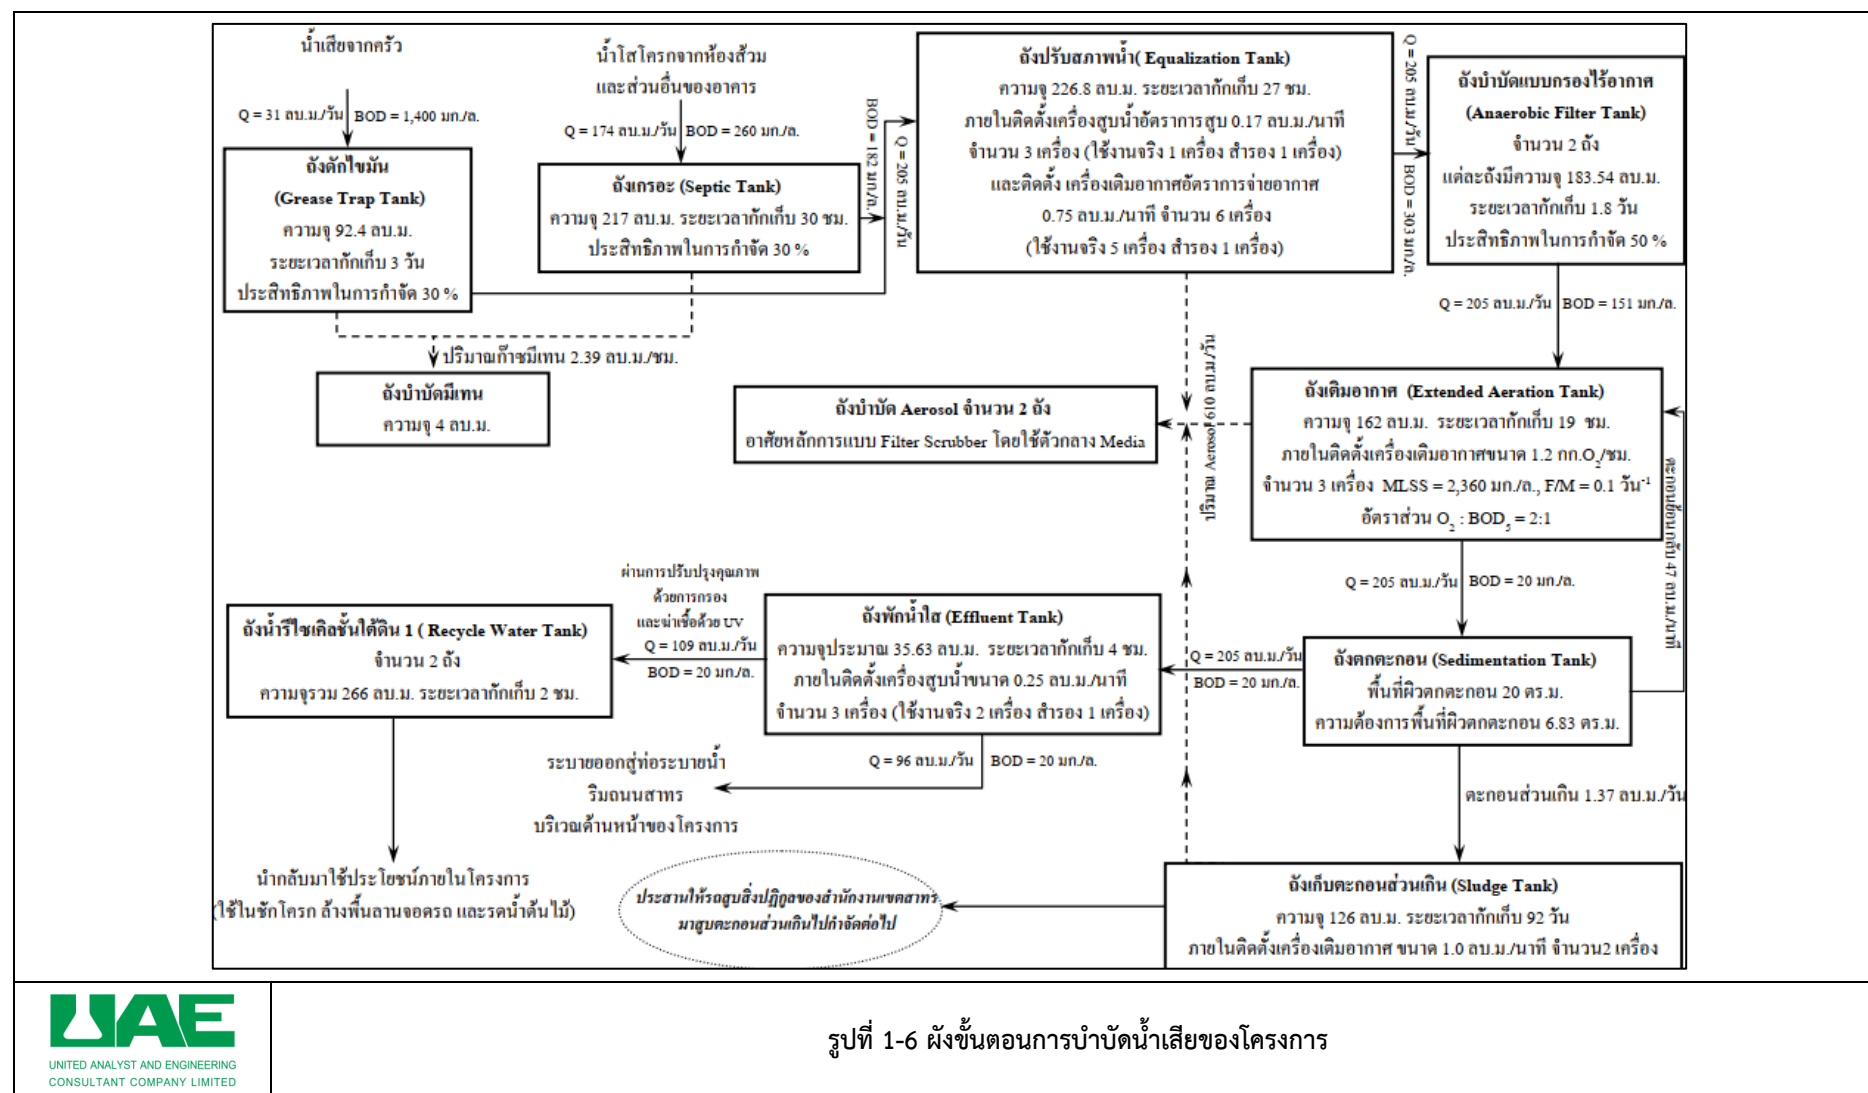 น้ำเสียจากครัว
Q = 31 ลบ.ม./วัน BOD = 1,400 มก./ล.
ถังดักไขมัน
(Grease Trap Tank)
ความจุ 92.4 ลบ.ม.
ระยะเวลากักเก็บ 3 วัน
ประสิทธิภาพในการกำจัด 30 %
น้ำโสโครกจากห้องส้วม
และส่วนอื่นของอาคาร
Q = 174 ลบ.ม./วัน BOD = 260 มก./ล.
ถังเกรอะ (Septic Tank)
ความจุ 217 ลบ.ม. ระยะเวลากักเก็บ 30 ชม.
ประสิทธิภาพในการกำจัด 30 %
BOD = 182 มก./ล.
Q = 205 ลบ.ม./วัน
ถังปรับสภาพน้ำ( Equalization Tank)
ความจุ 226.8 ลบ.ม. ระยะเวลากักเก็บ 27 ชม.
ภายในติดตั้งเครื่องสูบน้ำอัตราการสูบ 0.17 ลบ.ม./นาที
จำนวน 3 เครื่อง (ใช้งานจริง 1 เครื่อง สำรอง 1 เครื่อง)
และติดตั้ง เครื่องเติมอากาศอัตราการจ่ายอากาศ
0.75 ลบ.ม./นาที จำนวน 6 เครื่อง
(ใช้งานจริง 5 เครื่อง สำรอง 1 เครื่อง)
Q = 205 ลบ.ม./วัน
BOD = 303 มก./ล.
ถังบำบัดแบบกรองไร้อากาศ
(Anaerobic Filter Tank)
จำนวน 2 ถัง
แต่ละถังมีความจุ 183.54 ลบ.ม.
ระยะเวลากักเก็บ 1.8 วัน
ประสิทธิภาพในการกำจัด 50 %
Q = 205 ลบ.ม./วัน BOD = 151 มก./ล.
ปริมาณก๊าซมีเทน 2.39 ลบ.ม./ชม.
ถังบำบัดมีเทน
ความจุ 4 ลบ.ม.
ถังบำบัด Aerosol จำนวน 2 ถัง
อาศัยหลักการแบบ Filter Scrubber โดยใช้ตัวกลาง Media
ปริมาณ Aerosol 610 ลบ.ม./วัน
ถังเติมอากาศ (Extended Aeration Tank)
ความจุ 162 ลบ.ม. ระยะเวลากักเก็บ 19 ชม.
ภายในติดตั้งเครื่องเติมอากาศขนาด 1.2 กก.O2/ชม.
จำนวน 3 เครื่อง MLSS = 2,360 มก./ล., F/M = 0.1 วัน-1
อัตราส่วน O2 : BOD5 = 2:1
ตะกอนย้อนกลับ 47 ลบ.ม./นาที
Q = 205 ลบ.ม./วัน BOD = 20 มก./ล.
ถังตกตะกอน (Sedimentation Tank)
พื้นที่ผิวตกตะกอน 20 ตร.ม.
ความต้องการพื้นที่ผิวตกตะกอน 6.83 ตร.ม.
Q = 205 ลบ.ม./วัน
BOD = 20 มก./ล.
ถังพักน้ำใส (Effluent Tank)
ความจุประมาณ 35.63 ลบ.ม. ระยะเวลากักเก็บ 4 ชม.
ภายในติดตั้งเครื่องสูบน้ำขนาด 0.25 ลบ.ม./นาที
จำนวน 3 เครื่อง (ใช้งานจริง 2 เครื่อง สำรอง 1 เครื่อง)
ผ่านการปรับปรุงคุณภาพ
ด้วยการกรอง
และฆ่าเชื้อด้วย UV
Q = 109 ลบ.ม./วัน
BOD = 20 มก./ล.
ถังน้ำรีไซเคิลชั้นใต้ดิน 1 ( Recycle Water Tank)
จำนวน 2 ถัง
ความจุรวม 266 ลบ.ม. ระยะเวลากักเก็บ 2 ชม.
Q = 96 ลบ.ม./วัน BOD = 20 มก./ล.
ระบายออกสู่ท่อระบายน้ำ
ริมถนนสาทร
บริเวณด้านหน้าของโครงการ
นำกลับมาใช้ประโยชน์ภายในโครงการ
(ใช้ในชักโครก ล้างพื้นลานจอดรถ และรดน้ำต้นไม้)
ตะกอนส่วนเกิน 1.37 ลบ.ม./วัน
ถังเก็บตะกอนส่วนเกิน (Sludge Tank)
ความจุ 126 ลบ.ม. ระยะเวลากักเก็บ 92 วัน
ภายในติดตั้งเครื่องเติมอากาศ ขนาด 1.0 ลบ.ม./นาที จำนวน2 เครื่อง
ประสานให้รถสูบสิ่งปฏิกูลของสำนักงานเขตสาทร
มาสูบตะกอนส่วนเกินไปกำจัดต่อไป
UAE
UNITED ANALYST AND ENGINEERING
CONSULTANT COMPANY LIMITED
รูปที่ 1-6 ผังขั้นตอนการบำบัดน้ำเสียของโครงการ